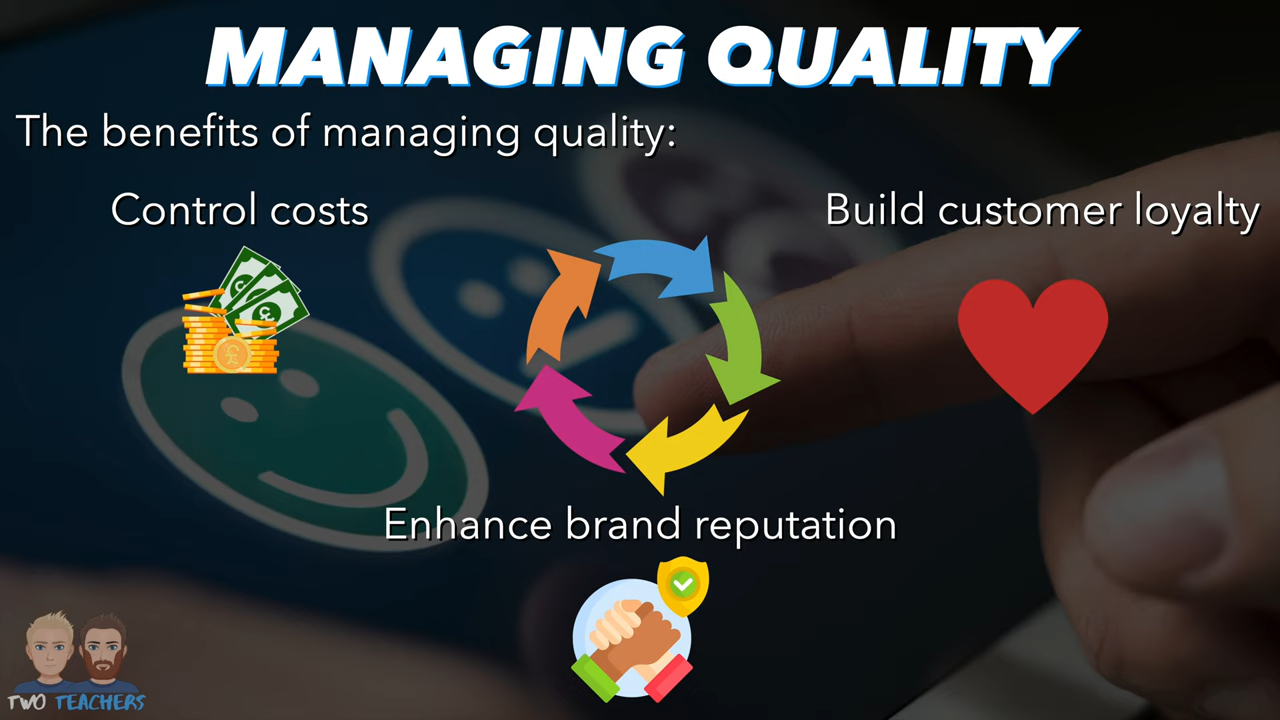 MANAGING QUALITY
The benefits of managing quality:
Control costs
Build customer loyalty
£
Enhance brand reputation
TWO TEACHERS